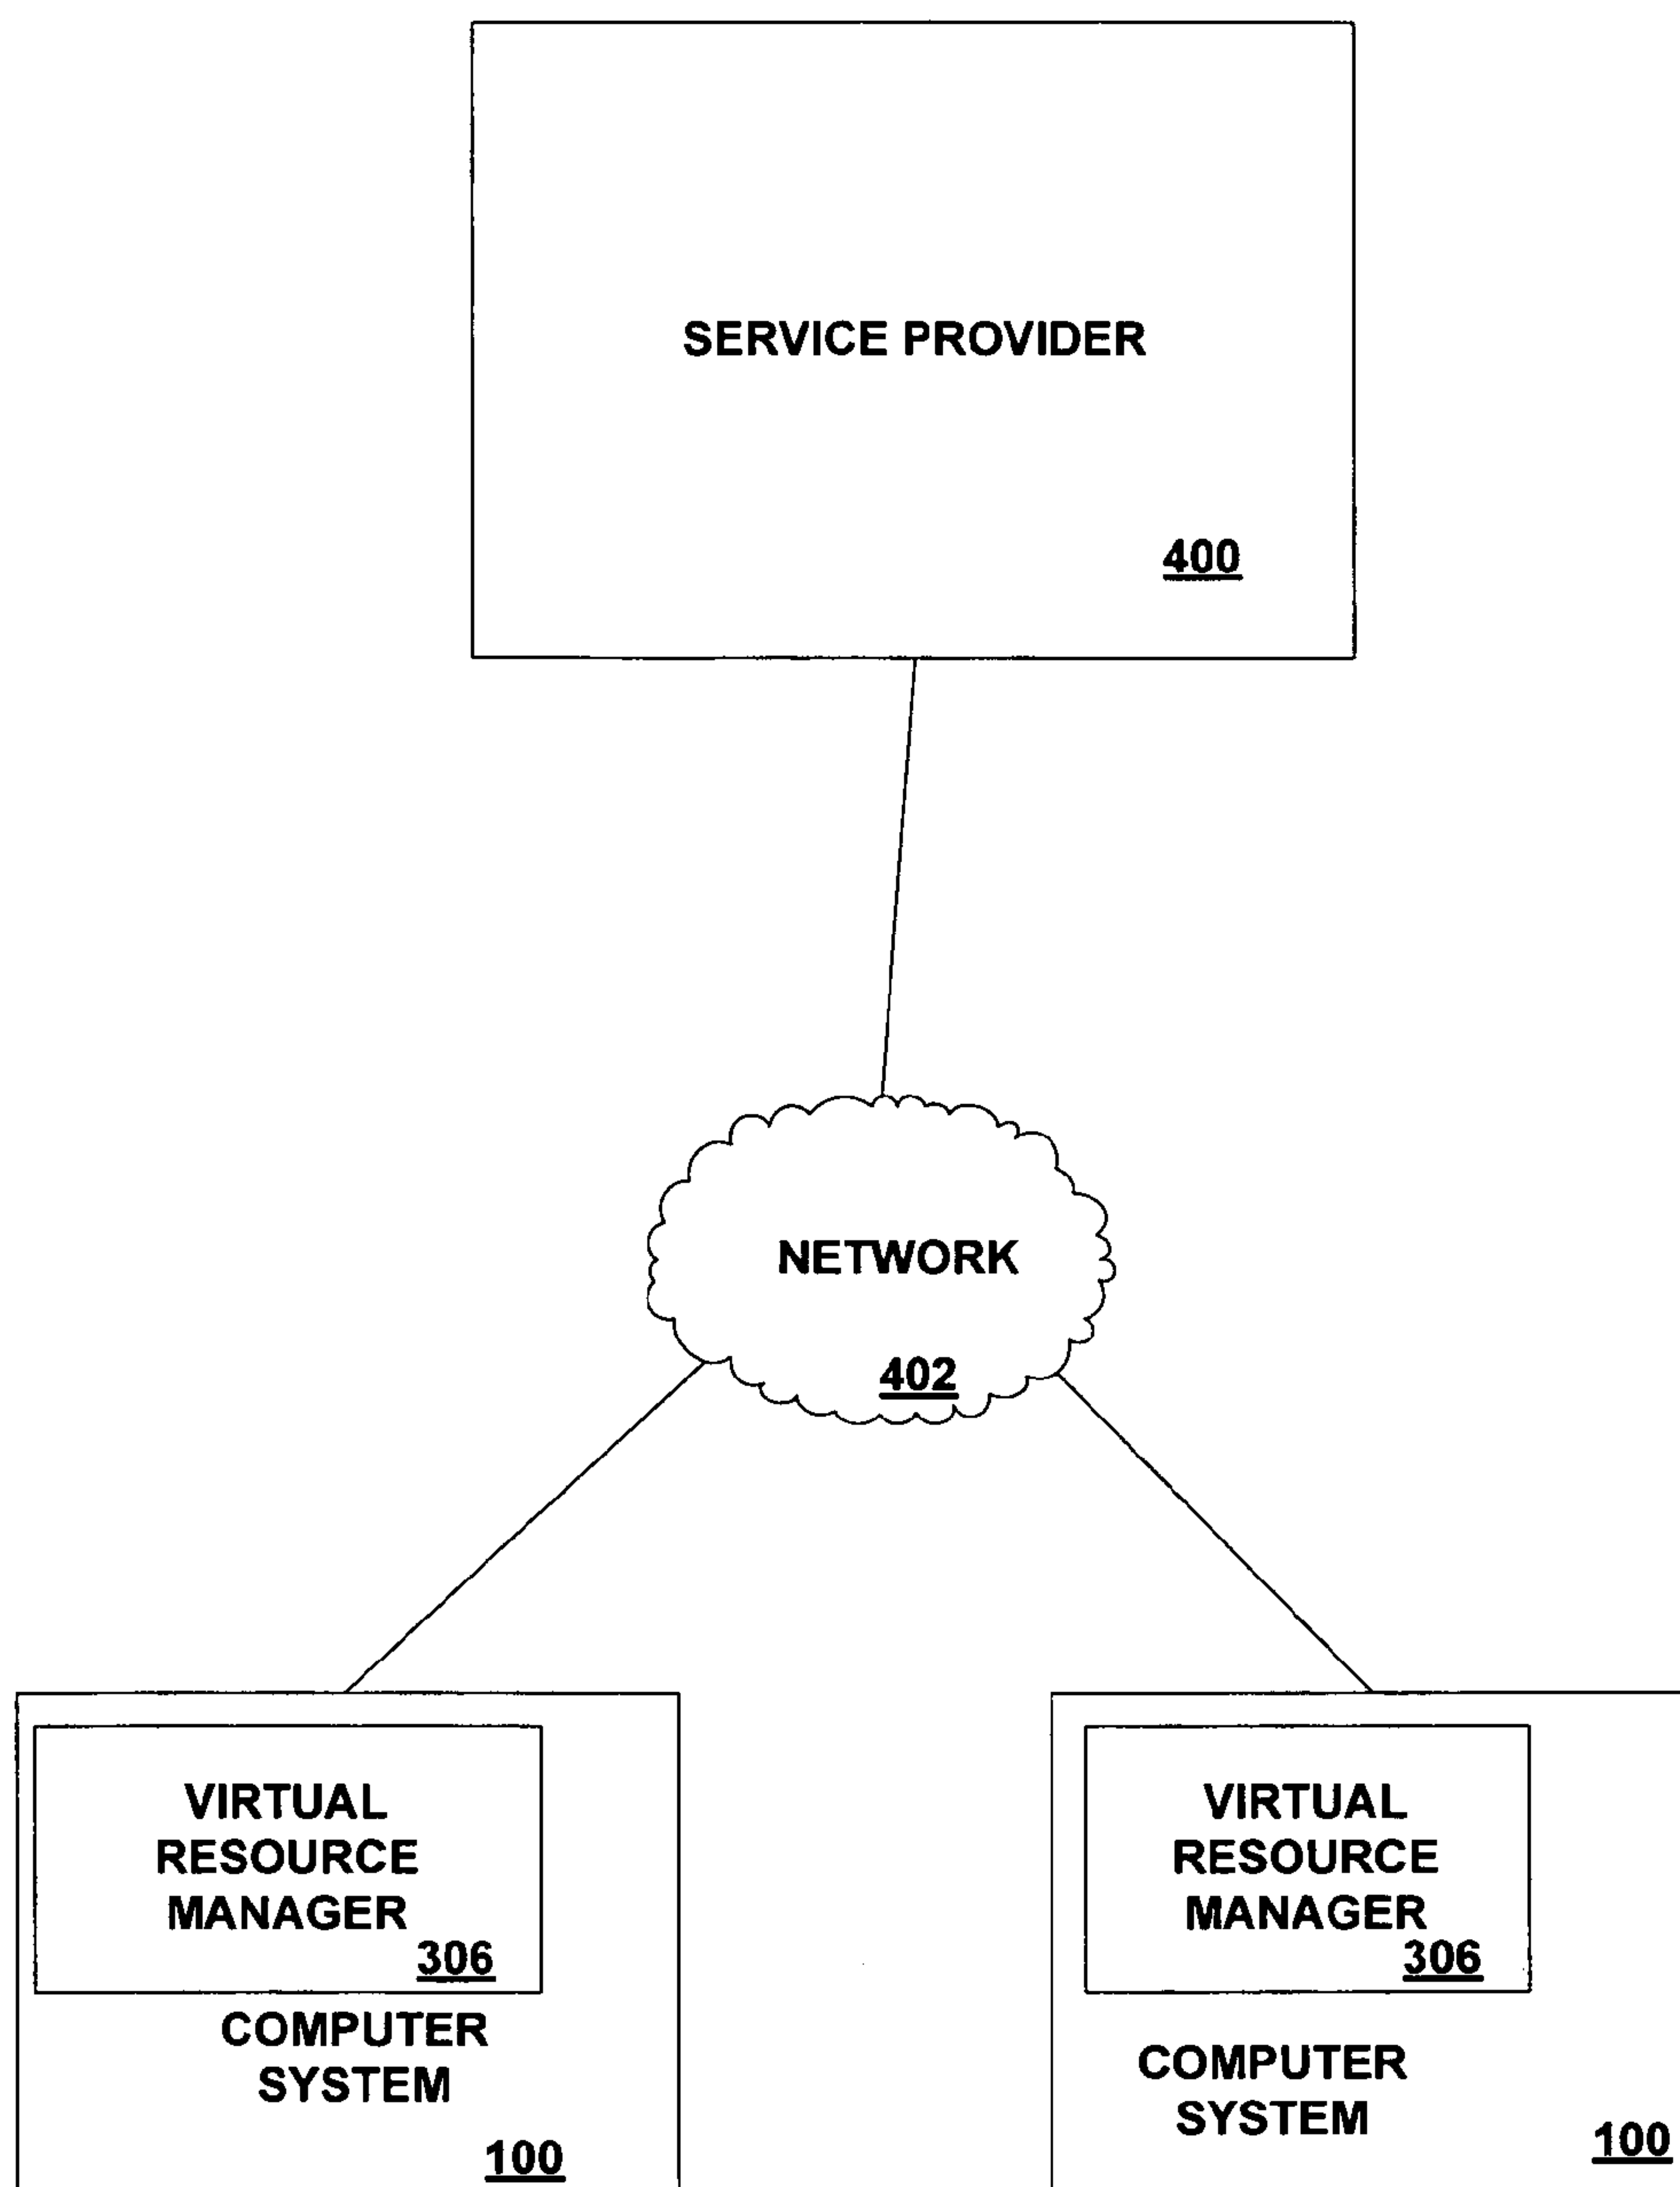 SERVICE PROVIDER
400
NETWORK
402
VIRTUAL
RESOURCE
MANAGER
306
COMPUTER
SYSTEM
100
VIRTUAL
RESOURCE
MANAGER
306
COMPUTER
SYSTEM
100